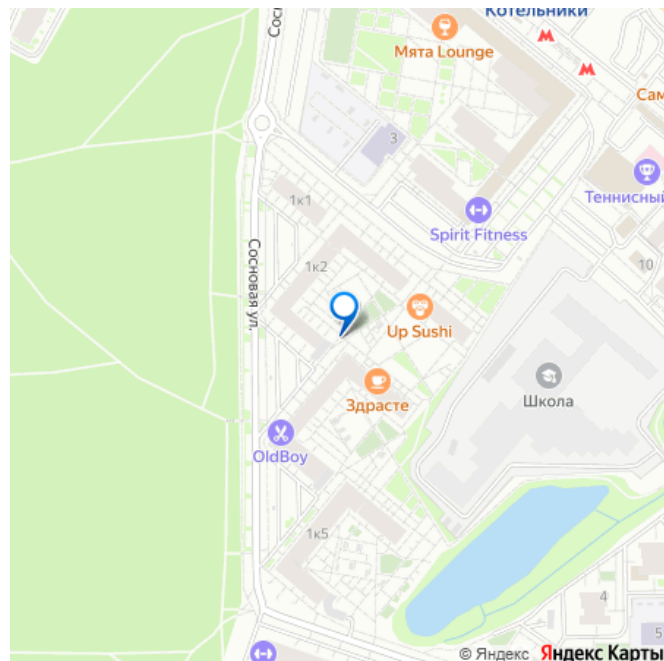 Котельники
Сосн
Мята Lounge
Сам
3
Теннисный
1к1
Spirit Fitness
10
1к2
Сосновая ул.
Up Sushi
Здрасте
Школа
OldBoy
1к5
4
5
© Яндекс Яндекс Карты